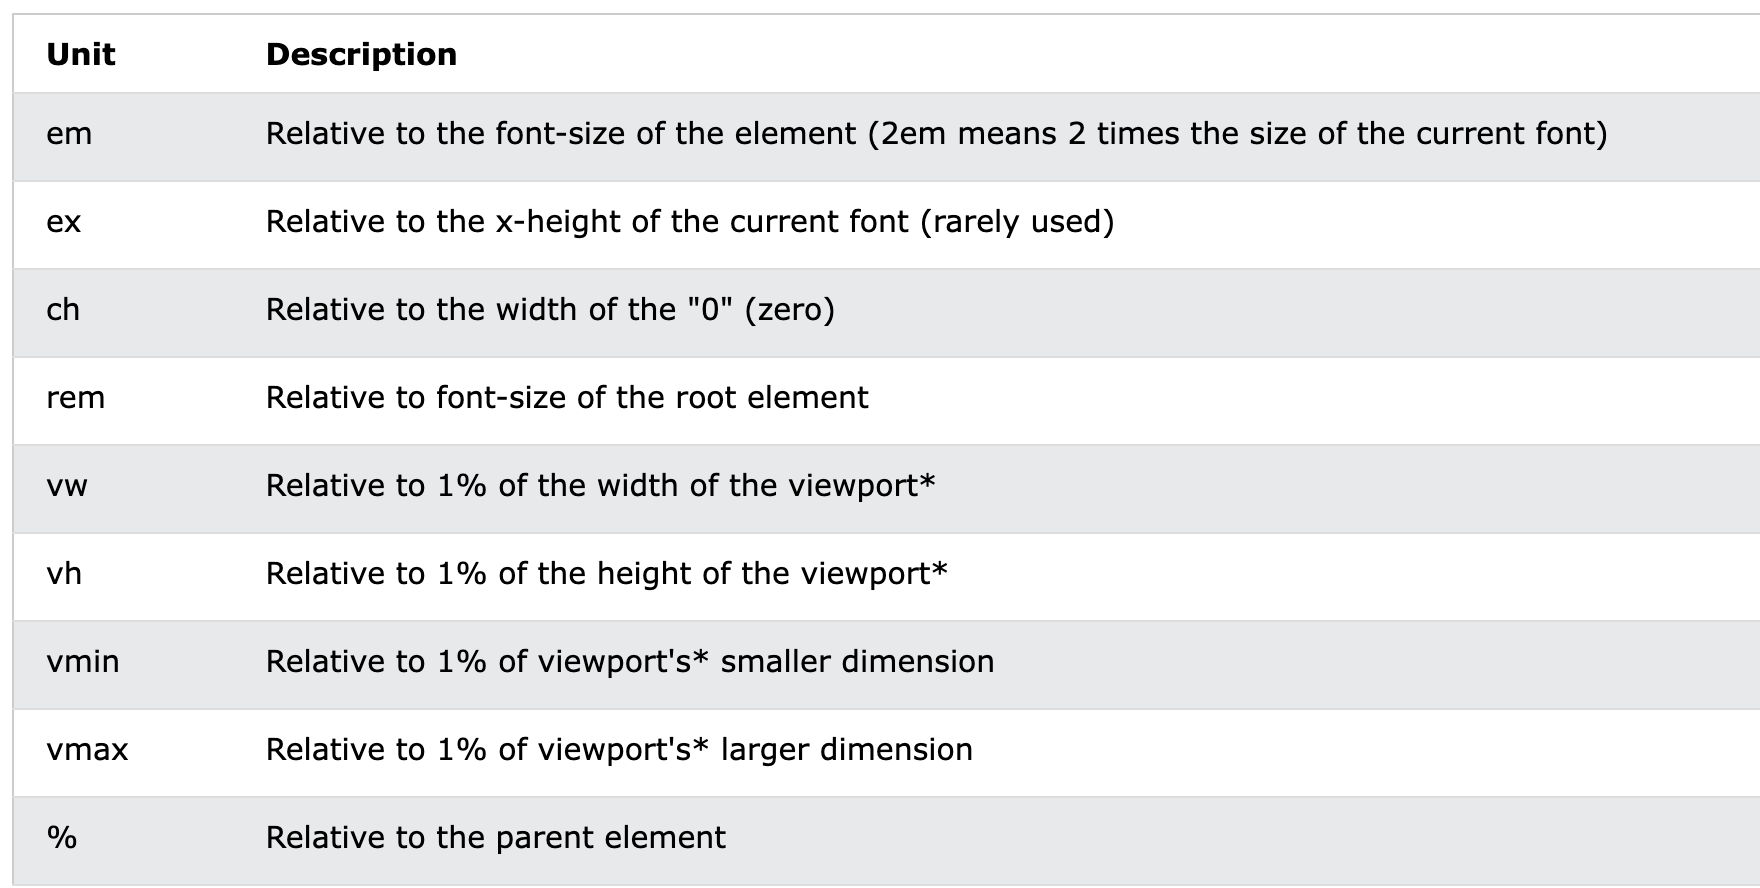 Unit Description
em Relative to the font-size of the element (2em means 2 times the size of the current font)
ex Relative to the x-height of the current font (rarely used)
ch Relative to the width of the "0" (zero)
rem Relative to font-size of the root element
vw Relative to 1% of the width of the viewport*
vh Relative to 1% of the height of the viewport*
vmin Relative to 1% of viewport's* smaller dimension
vmax Relative to 1% of viewport's* larger dimension
% Relative to the parent element